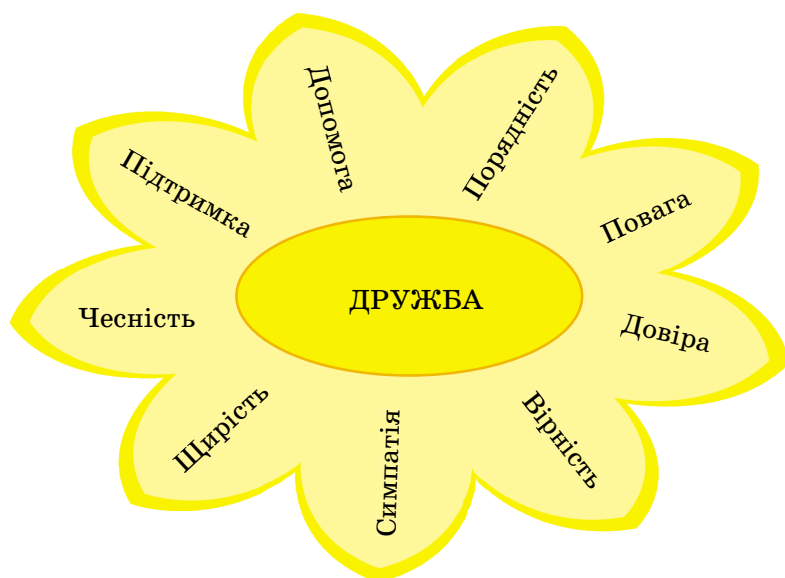 Допомога
Порядність
Повага
Довіра
Вірність
Симпатія
Щирість
Чесність
Підтримка
ДРУЖБА